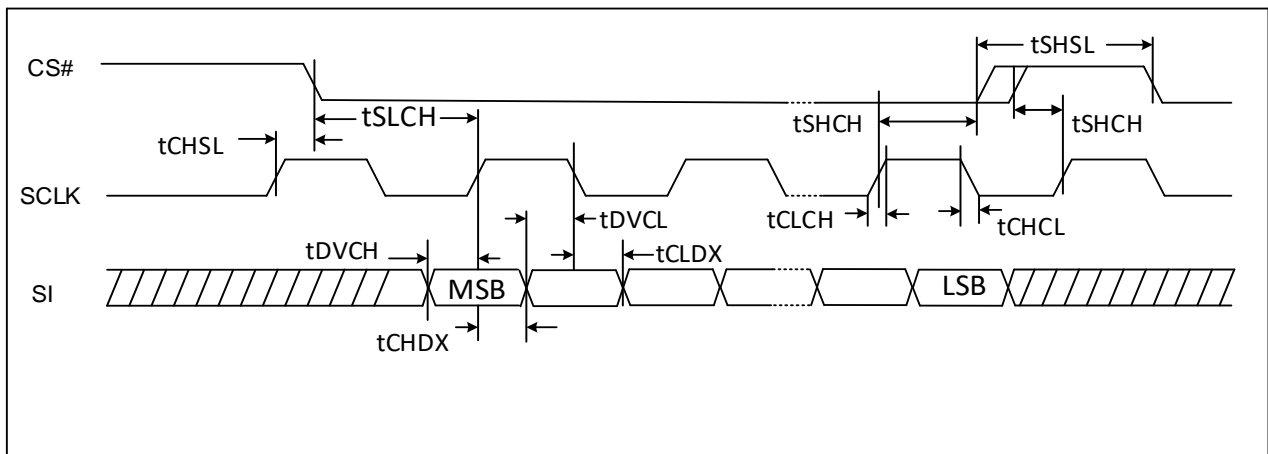 tSHSL
CS#
tSLCH
tSHCH
tSHCH
tCHSL
SCLK
tDVCL
tCLCH
tCHCL
tDVCH
tCLDX
SI
MSB
LSB
tCHDX